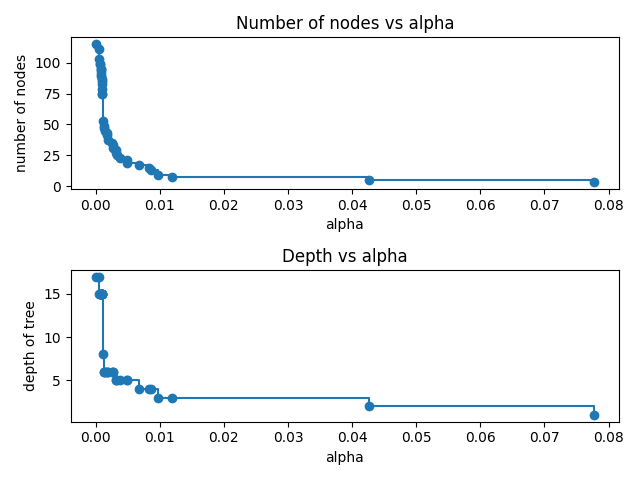 Number of nodes vs alpha
number of nodes
100
75
50
25
0
0.00 0.01 0.02 0.03 0.04 0.05 0.06 0.07 0.08
alpha
Depth vs alpha
depth of tree
15
10
5
0.00 0.01 0.02 0.03 0.04 0.05 0.06 0.07 0.08
alpha